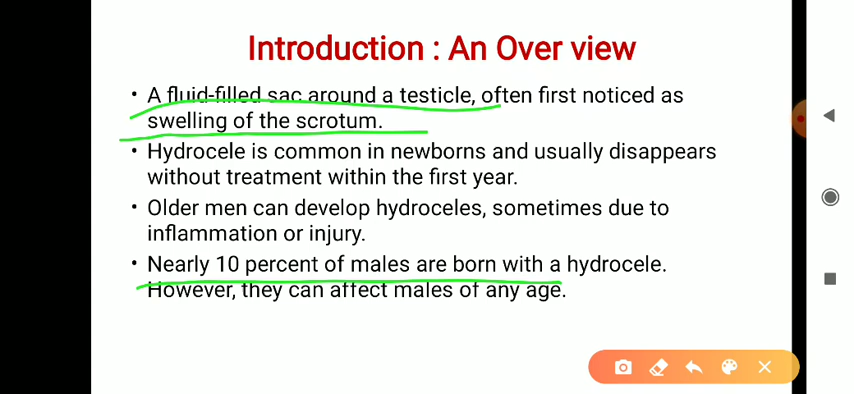 Introduction : An Over view
• A fluid-filled sac around a testicle, often first noticed as
swelling of the scrotum.
• Hydrocele is common in newborns and usually disappears
without treatment within the first year.
• Older men can develop hydroceles, sometimes due to
inflammation or injury.
• Nearly 10 percent of males are born with a hydrocele.
However, they can affect males of any age.